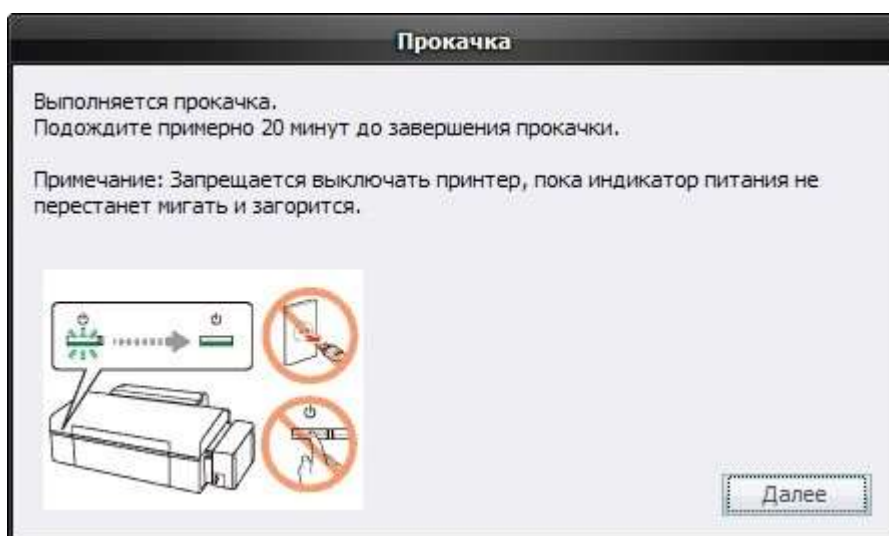 Прокачка
Выполняется прокачка.
Подождите примерно 20 минут до завершения прокачки.
Примечание: Запрещается выключать принтер, пока индикатор питания не
перестанет мигать и загорится.
Далее